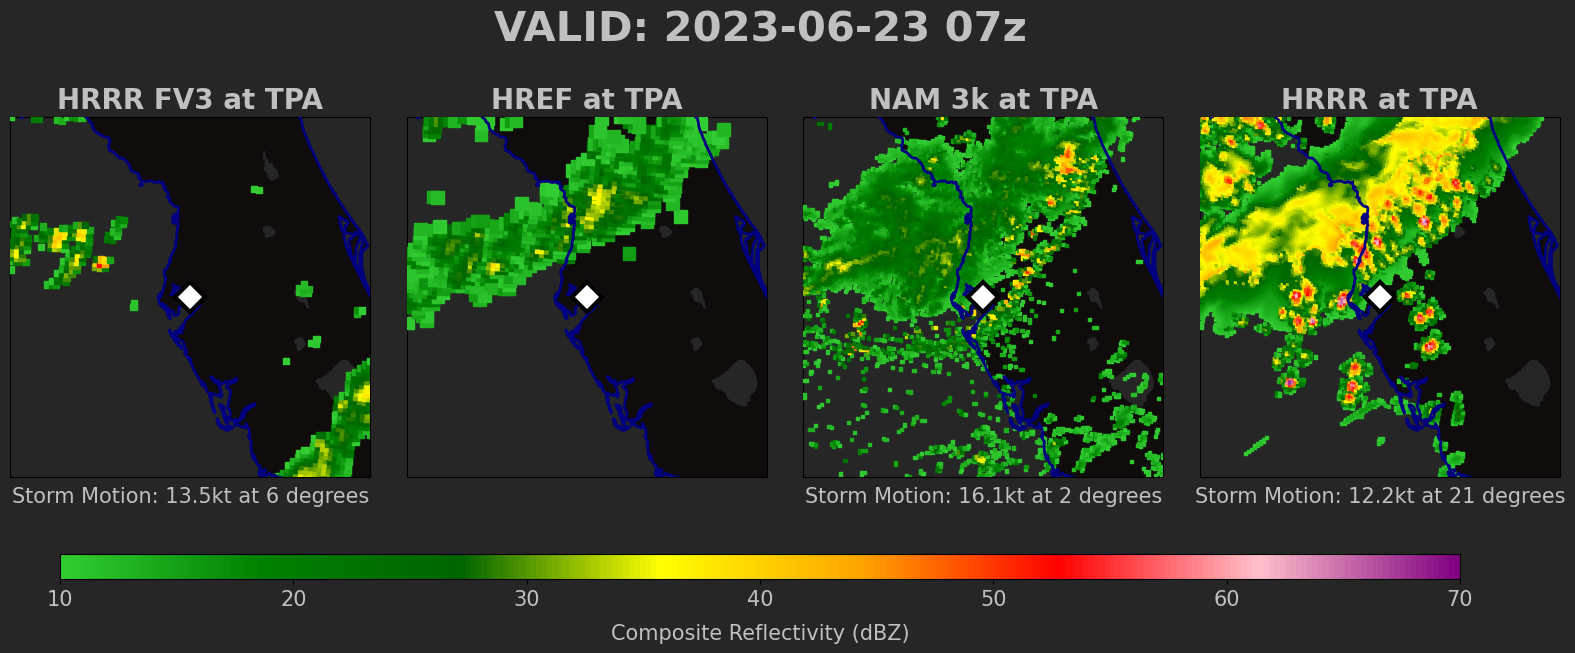 VALID: 2023-06-23 07z
HRRR FV3 at TPA
HREF at TPA
NAM 3k at TPA
HRRR at TPA
Storm Motion: 13.5kt at 6 degrees
Storm Motion: 16.1kt at 2 degrees
Storm Motion: 12.2kt at 21 degrees
10 20 30 40 50 60 70
Composite Reflectivity (dBZ)